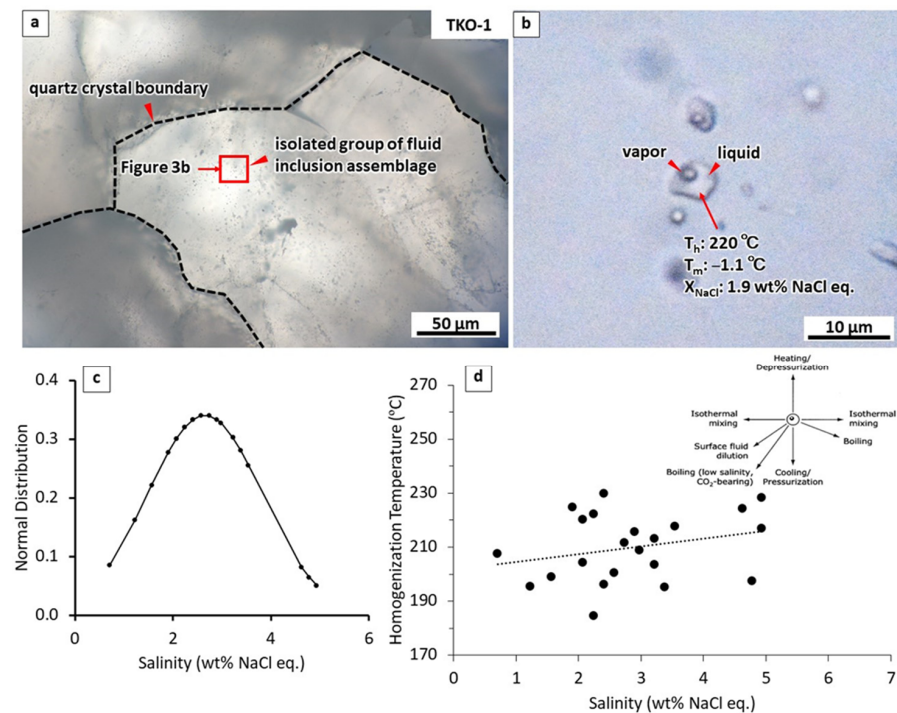 a
TKO-1
quartz crystal boundary
Figure 3b
isolated group of fluid
inclusion assemblage
50 µm
b
vapor
liquid
Th: 220 °C
Tm: –1.1 °C
XNaCl: 1.9 wt% NaCl eq.
10 µm
c
Normal Distribution
0.4
0.3
0.2
0.1
0.0
0
2
4
6
Salinity (wt% NaCl eq.)
d
Homogenization Temperature (°C)
270
250
230
210
190
170
0
1
2
3
4
5
6
7
Salinity (wt% NaCl eq.)
Heating/
Depressurization
Isothermal
mixing
Isothermal
mixing
Boiling
Surface fluid
dilution
Boiling (low salinity,
CO2-bearing)
Cooling/
Pressurization